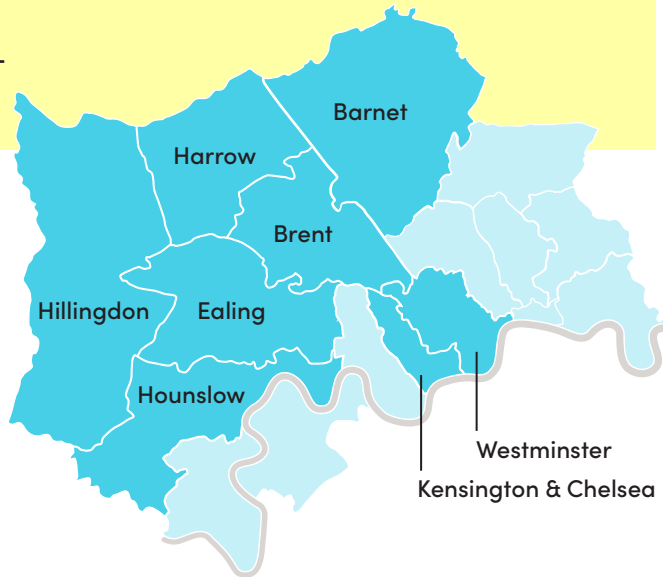 Barnet
Harrow
Brent
Hillingdon
Ealing
Hounslow
Westminster
Kensington & Chelsea